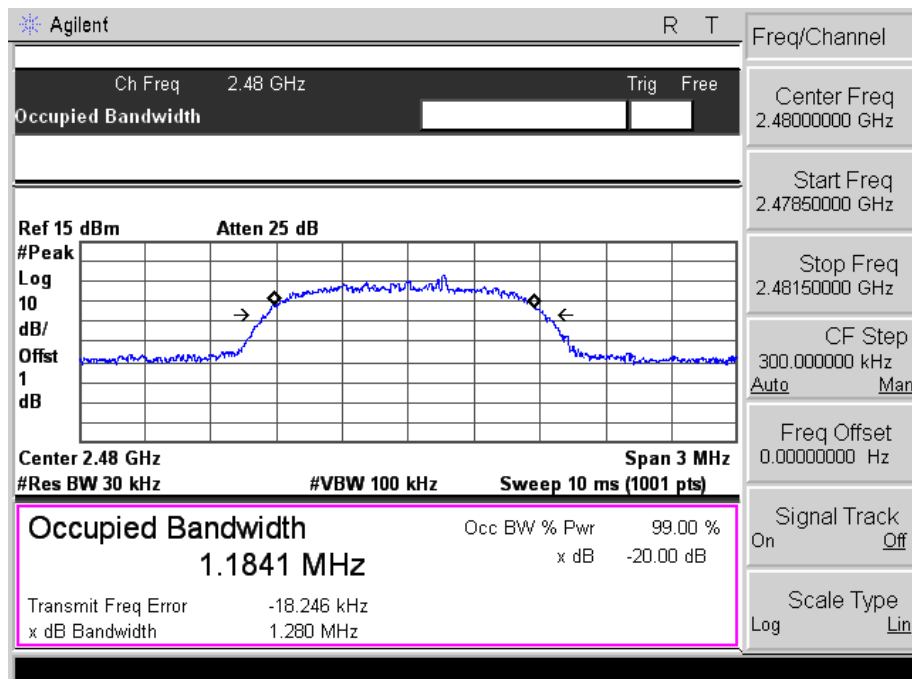 Agilent R T
Ch Freq 2.48 GHz Trig Free
Occupied Bandwidth
Ref 15 dBm Atten 25 dB
#Peak
Log
10
dB/
Offst
1
dB
Center 2.48 GHz Span 3 MHz
#Res BW 30 kHz #VBW 100 kHz Sweep 10 ms (1001 pts)
Occupied Bandwidth
1.1841 MHz
Occ BW % Pwr 99.00 %
x dB -20.00 dB
Transmit Freq Error -18.246 kHz
x dB Bandwidth 1.280 MHz
Freq/Channel
Center Freq
2.48000000 GHz
Start Freq
2.47850000 GHz
Stop Freq
2.48150000 GHz
CF Step
300.000000 kHz
Auto Man
Freq Offset
0.00000000 Hz
Signal Track
On Off
Scale Type
Log Lin